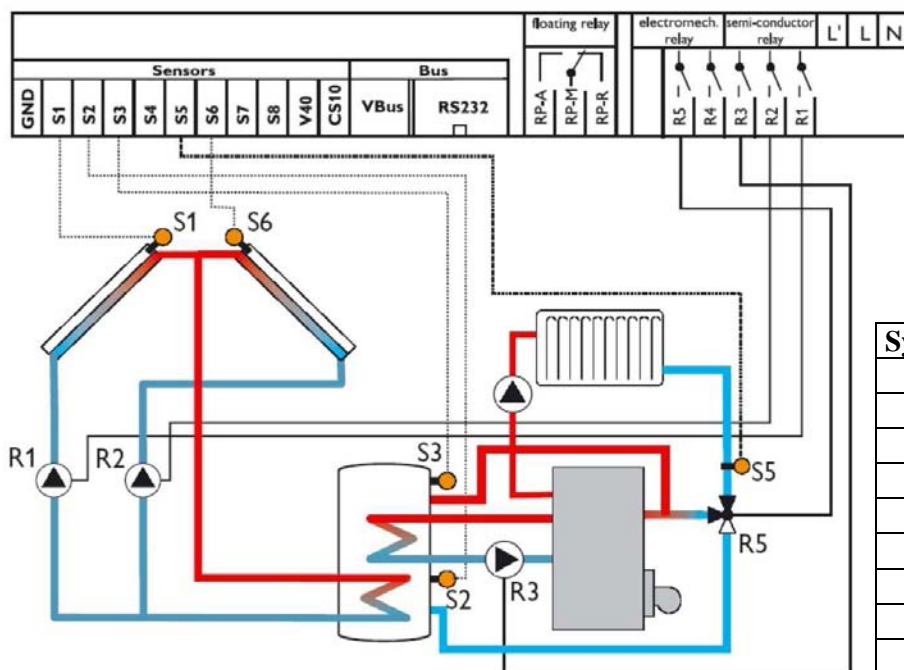 floating relay
electromech. relay
semi-conductor relay
L' L N
Sensors
Bus
GND S1 S2 S3 S4 S5 S6 S7 S8 V40 CS10
VBus
RS232
RP-A RP-M RP-R
R5 R4 R3 R2 R1
S1
S6
R1
R2
S3
S5
R5
R3
S2
Sy